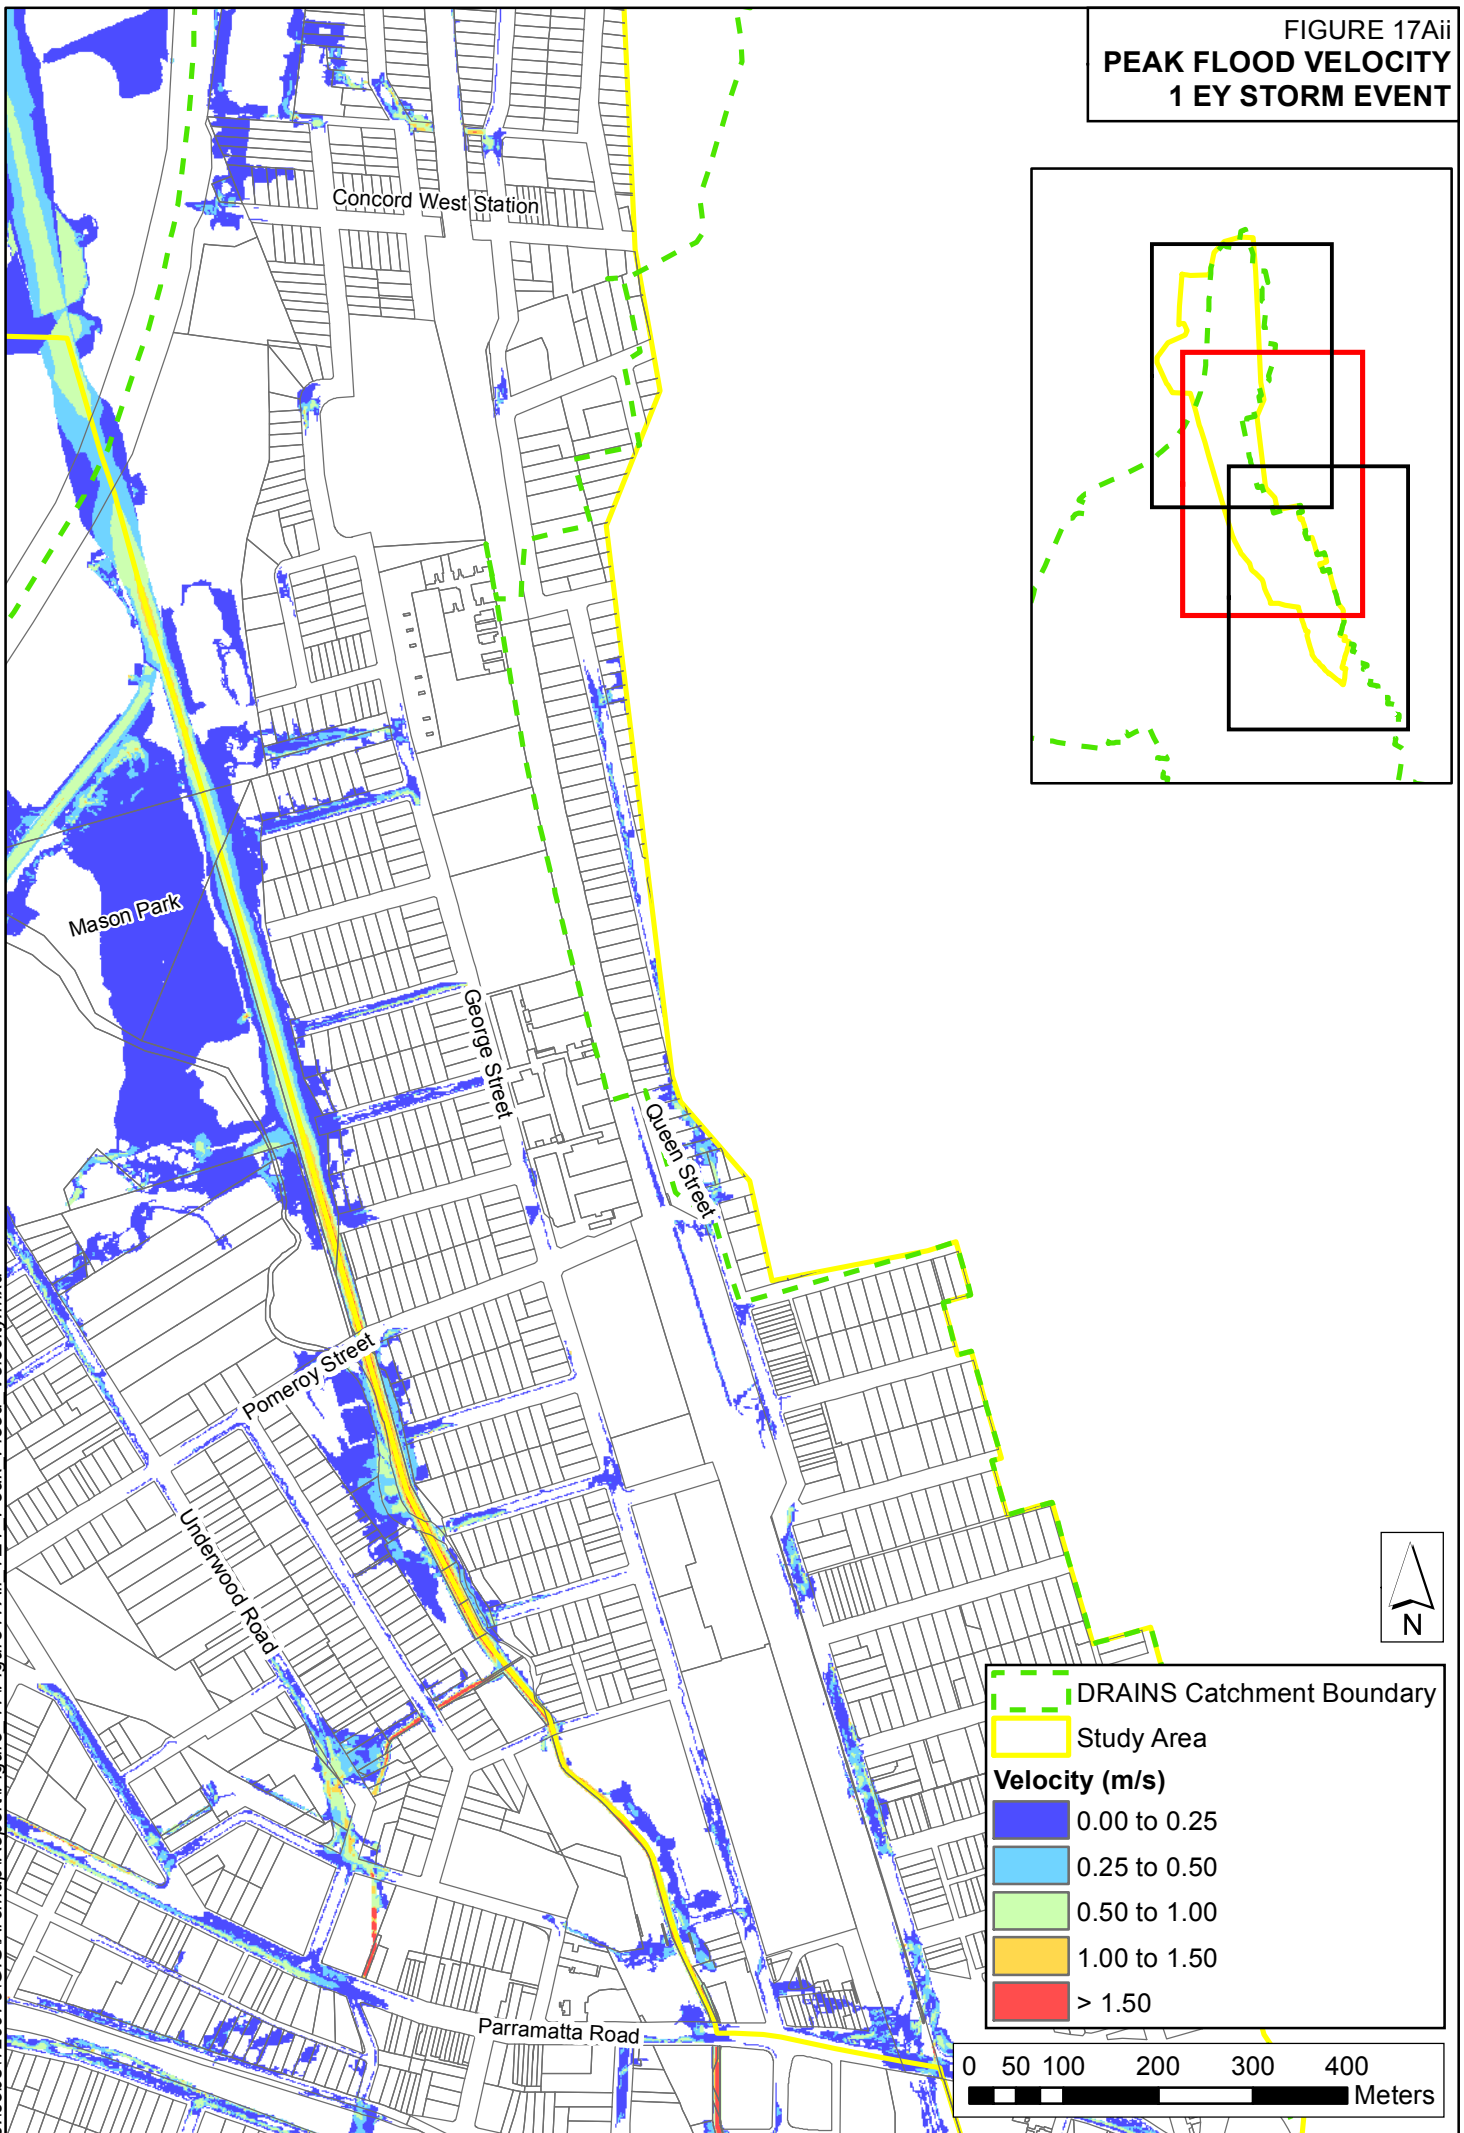 FIGURE 17Aii
PEAK FLOOD VELOCITY
1 EY STORM EVENT
Concord West Station
Mason Park
George Street
Queen Street
Pomeroy Street
Underwood Road
Parramatta Road
N
DRAINS Catchment Boundary
Study Area
Velocity (m/s)
0.00 to 0.25
0.25 to 0.50
0.50 to 1.00
1.00 to 1.50
> 1.50
0 50 100 200 300 400
Meters